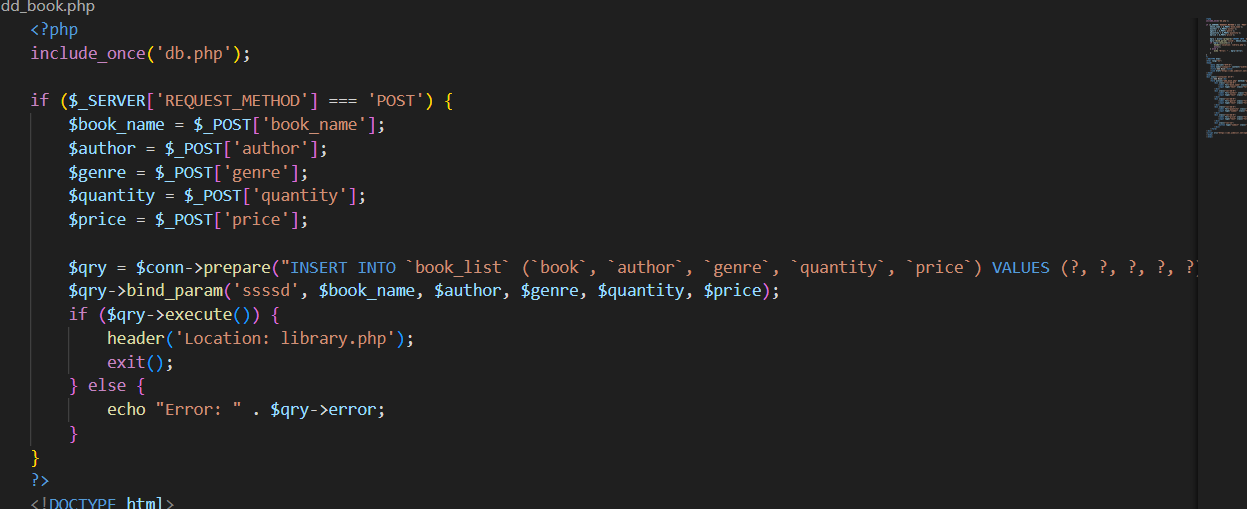 dd_book.php
<?php
include_once('db.php');
if ($_SERVER['REQUEST_METHOD'] === 'POST') {
$book_name = $_POST['book_name'];
$author = $_POST['author'];
$genre = $_POST['genre'];
$quantity = $_POST['quantity'];
$price = $_POST['price'];
$qry = $conn->prepare("INSERT INTO `book_list` (`book`, `author`, `genre`, `quantity`, `price`) VALUES (?, ?, ?, ?, ?)
$qry->bind_param('ssssd', $book_name, $author, $genre, $quantity, $price);
if ($qry->execute()) {
header('Location: library.php');
exit();
} else {
echo "Error: " . $qry->error;
}
}
?>
<!DOCTYPE html>